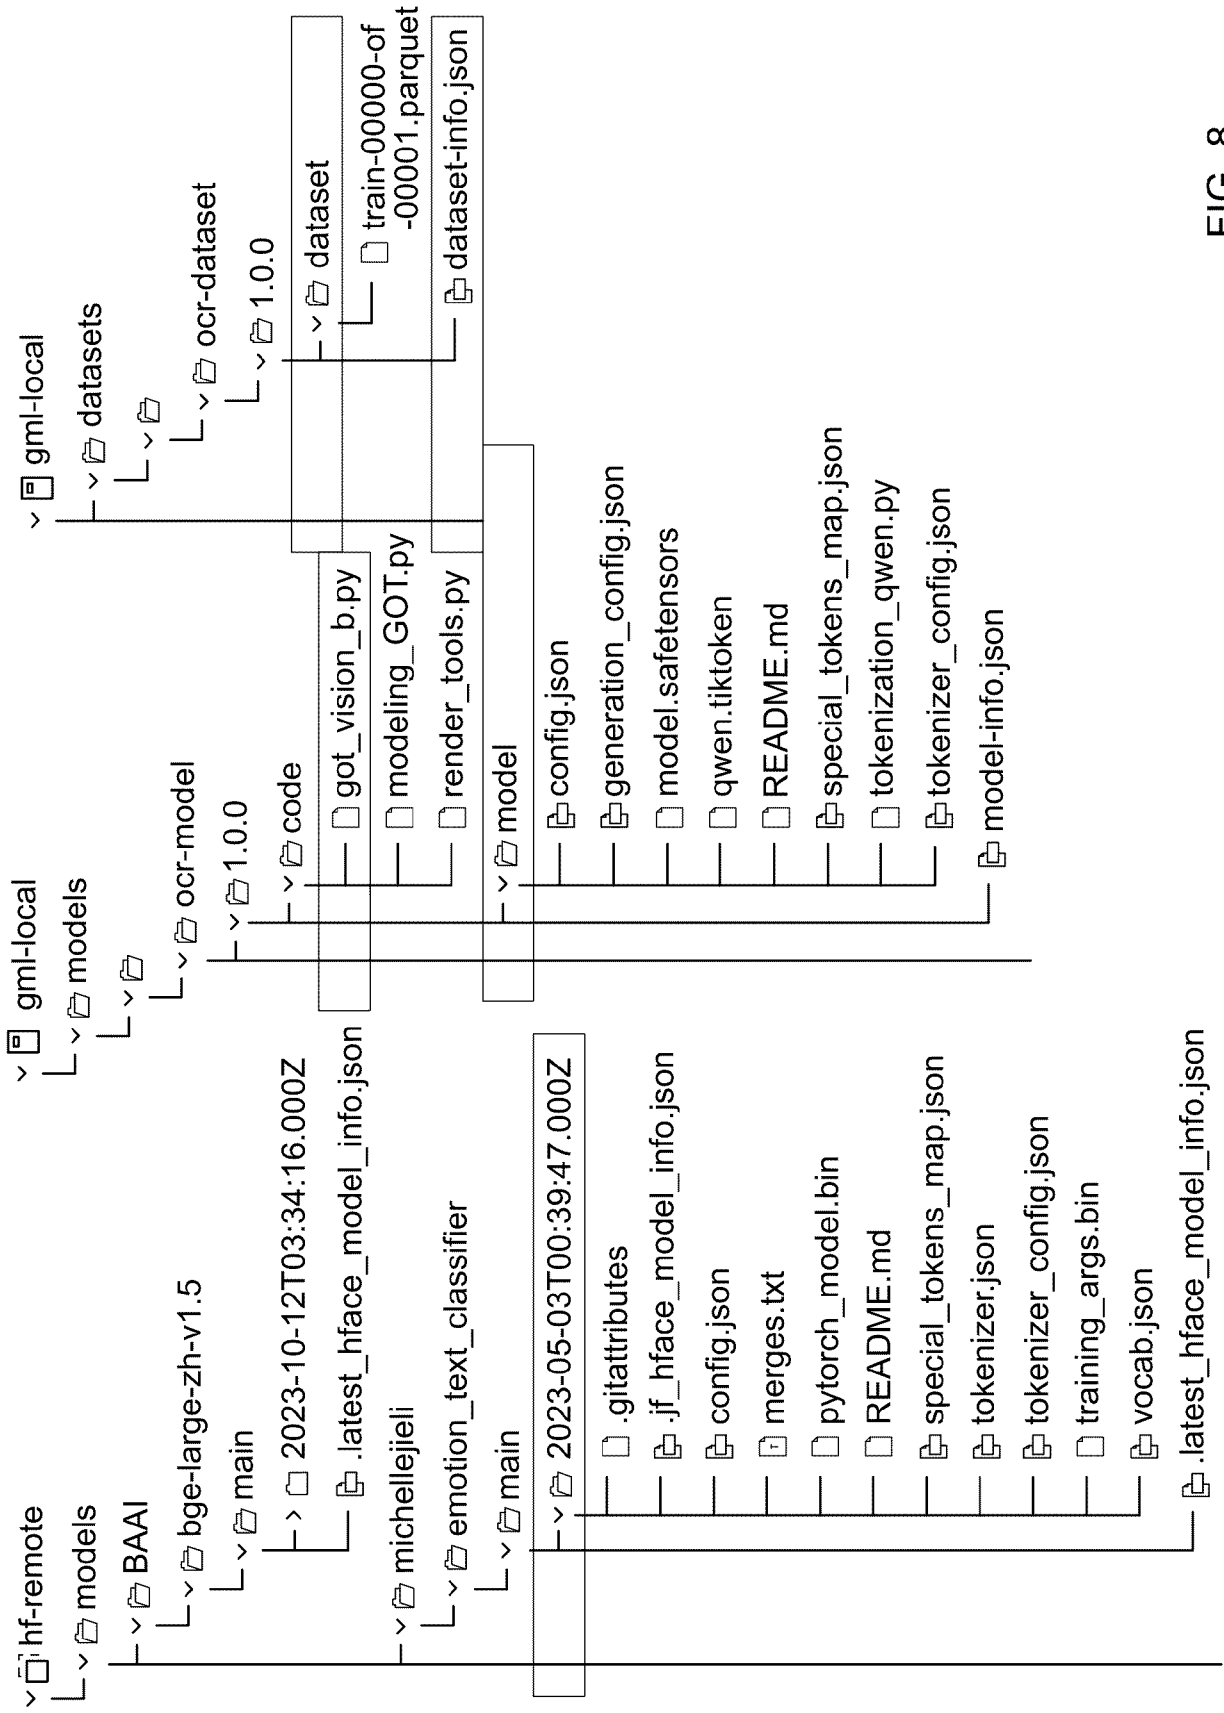 hf-remote
models
BAAI
bge-large-zh-v1.5
main
2023-10-12T03:34:16.000Z
.latest_hface_model_info.json
michellejieli
emotion_text_classifier
main
2023-05-03T00:39:47.000Z
.gitattributes
.jf_hface_model_info.json
config.json
merges.txt
pytorch_model.bin
README.md
special_tokens_map.json
tokenizer.json
tokenizer_config.json
training_args.bin
vocab.json
.latest_hface_model_info.json
gml-local
models
ocr-model
1.0.0
code
got_vision_b.py
modeling_GOT.py
render_tools.py
model
config.json
generation_config.json
model.safetensors
qwen.tiktoken
README.md
special_tokens_map.json
tokenization_qwen.py
tokenizer_config.json
model-info.json
gml-local
datasets
ocr-dataset
1.0.0
dataset
train-00000-of
-00001.parquet
dataset-info.json
FIG. 8